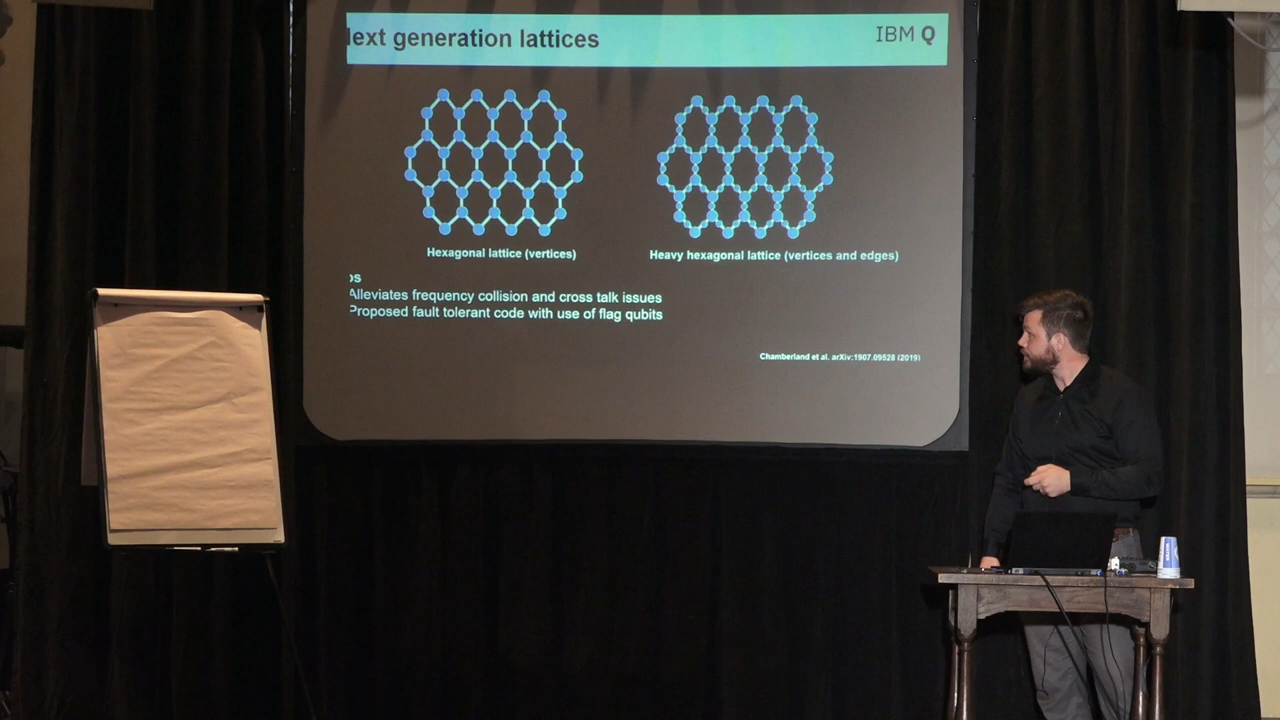 lext generation lattices
IBM Q
Hexagonal lattice (vertices)
Heavy hexagonal lattice (vertices and edges)
os
Alleviates frequency collision and cross talk issues
Proposed fault tolerant code with use of flag qubits
Chamberland et al. arXiv:1907.09528 (2019)